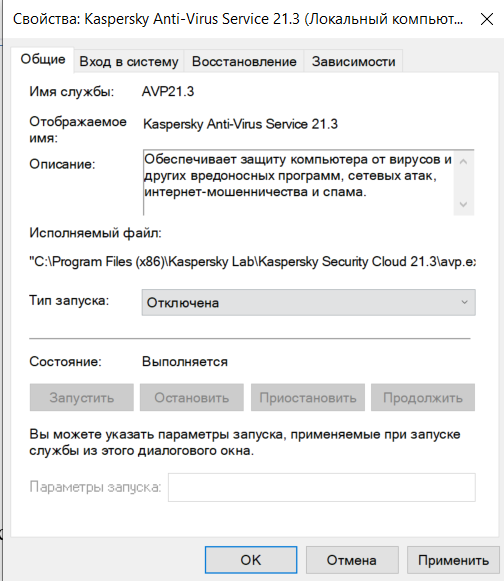 Свойства: Kaspersky Anti-Virus Service 21.3 (Локальный компьют...
Общие
Вход в систему
Восстановление
Зависимости
Имя службы: AVP21.3
Отображаемое
имя:
Kaspersky Anti-Virus Service 21.3
Описание:
Обеспечивает защиту компьютера от вирусов и
других вредоносных программ, сетевых атак,
интернет-мошенничества и спама.
Исполняемый файл:
"C:\Program Files (x86)\Kaspersky Lab\Kaspersky Security Cloud 21.3\avp.ex
Тип запуска: Отключена
Состояние: Выполняется
Запустить
Остановить
Приостановить
Продолжить
Вы можете указать параметры запуска, применяемые при запуске
службы из этого диалогового окна.
Параметры запуска:
OK
Отмена
Применить